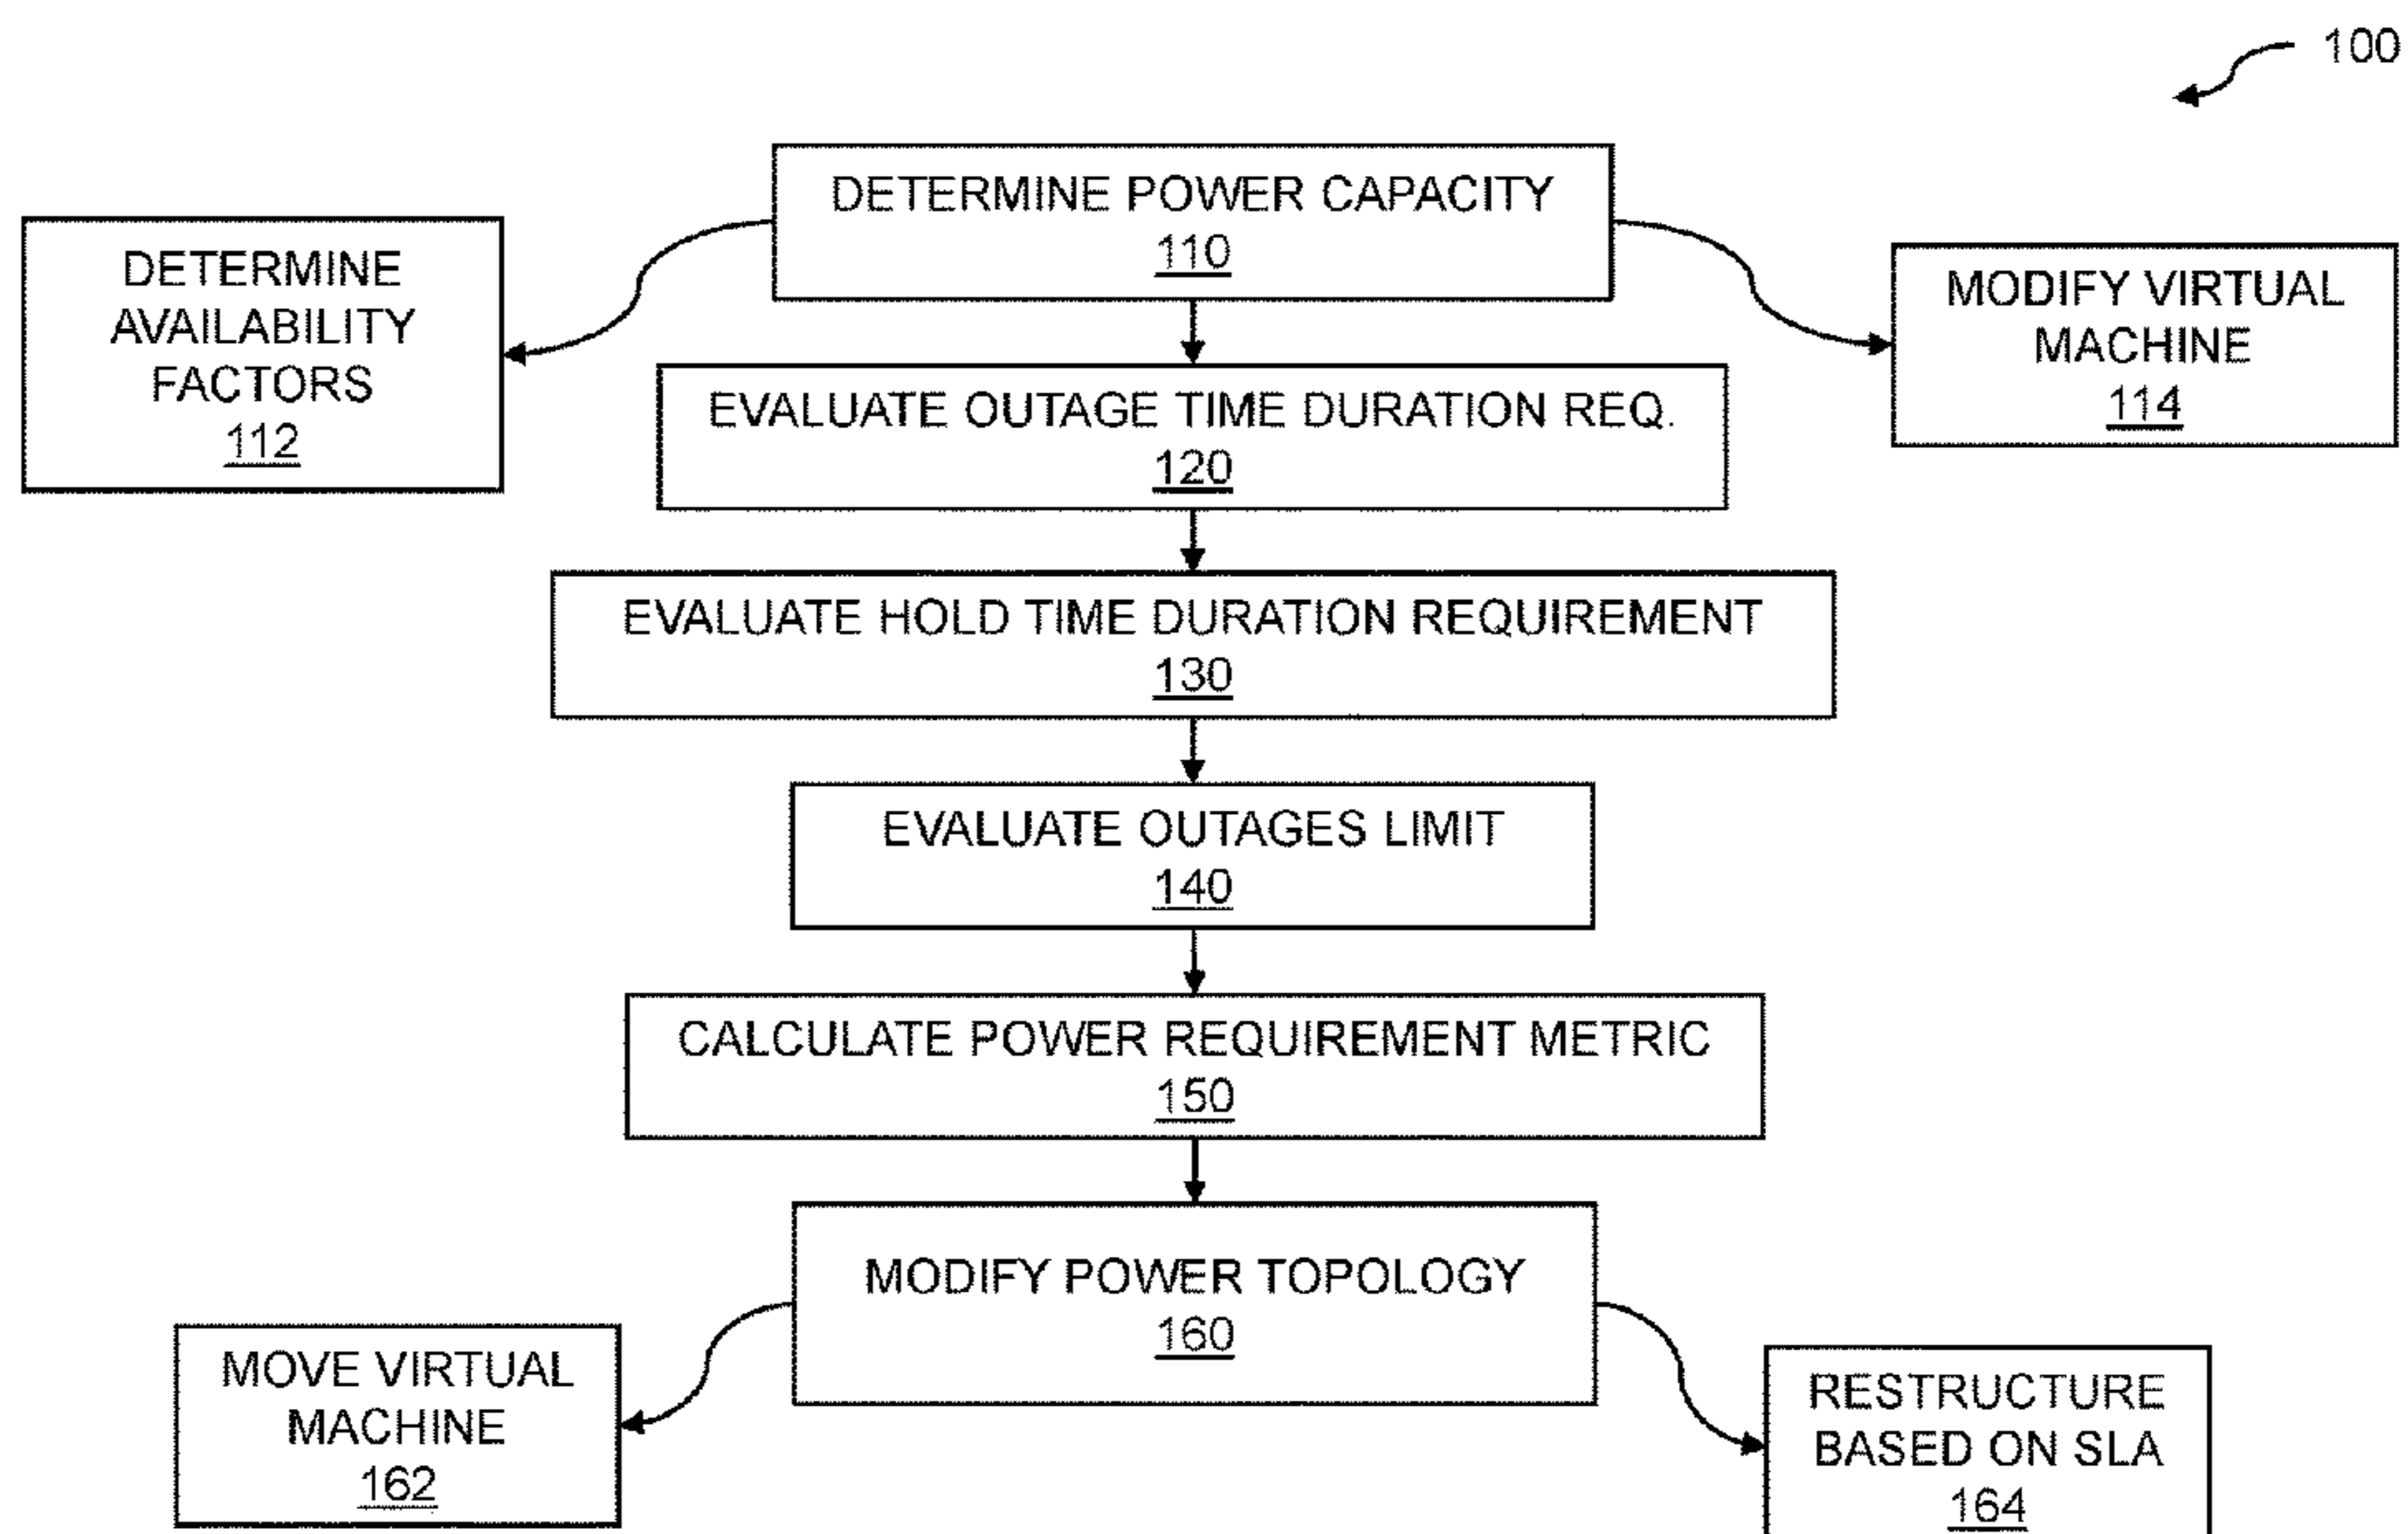 100
DETERMINE POWER CAPACITY
110
DETERMINE
AVAILABILITY
FACTORS
112
MODIFY VIRTUAL
MACHINE
114
EVALUATE OUTAGE TIME DURATION REQ.
120
EVALUATE HOLD TIME DURATION REQUIREMENT
130
EVALUATE OUTAGES LIMIT
140
CALCULATE POWER REQUIREMENT METRIC
150
MODIFY POWER TOPOLOGY
160
MOVE VIRTUAL
MACHINE
162
RESTRUCTURE
BASED ON SLA
164